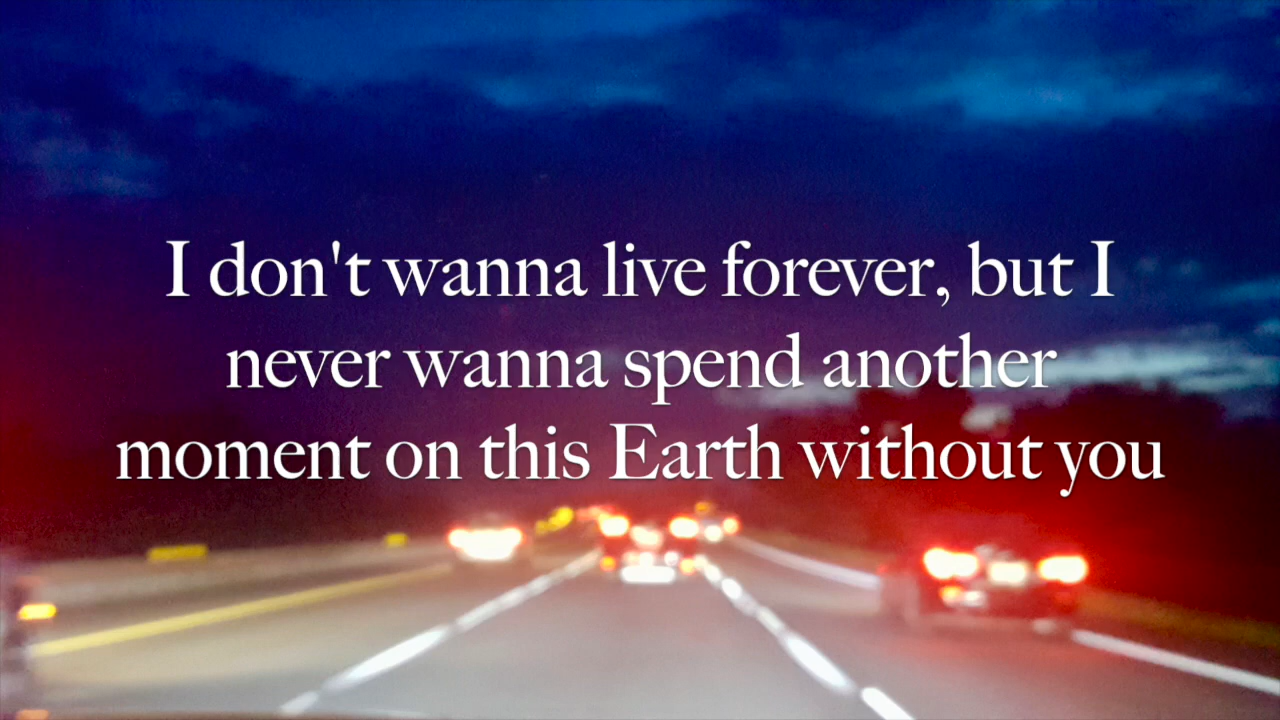 I don't wanna live forever, but I
never wanna spend another
moment on this Earth without you